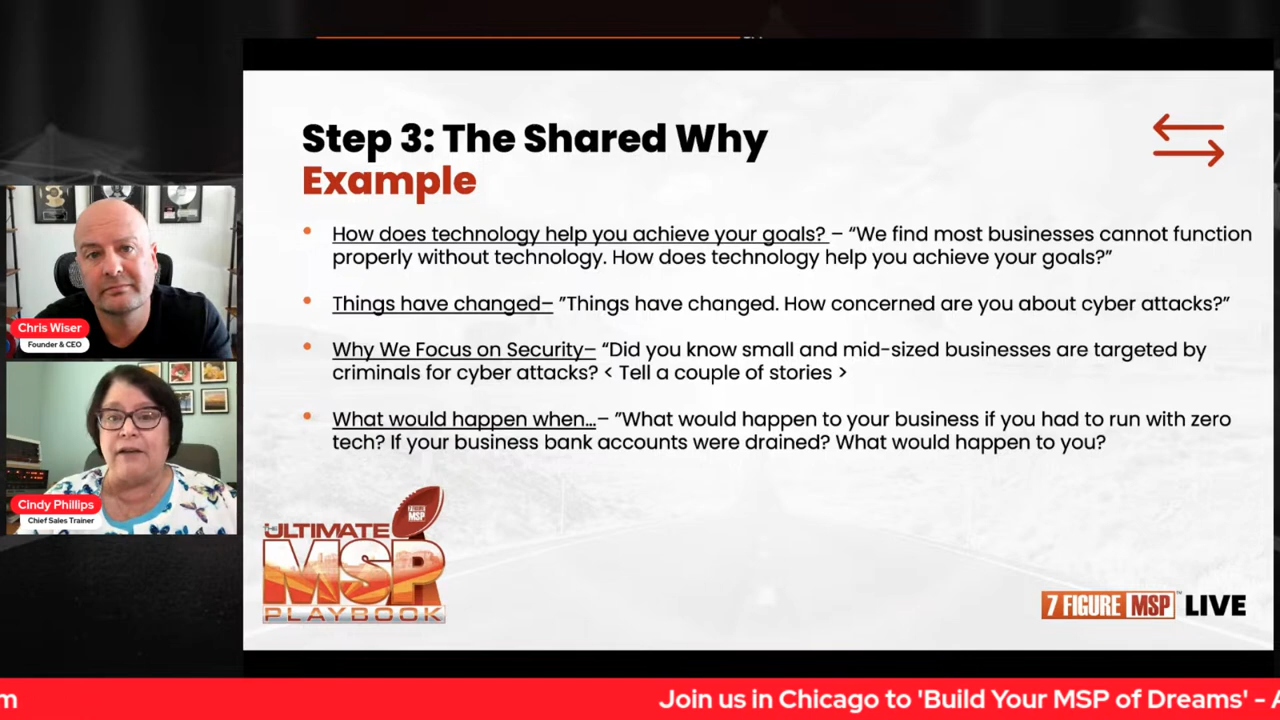 Step 3: The Shared Why
Example
• How does technology help you achieve your goals? – “We find most businesses cannot function
properly without technology. How does technology help you achieve your goals?”
• Things have changed– ”Things have changed. How concerned are you about cyber attacks?”
• Why We Focus on Security– “Did you know small and mid-sized businesses are targeted by
criminals for cyber attacks? < Tell a couple of stories >
• What would happen when…– ”What would happen to your business if you had to run with zero
tech? If your business bank accounts were drained? What would happen to you?
Chris Wiser
Founder & CEO
Cindy Phillips
Chief Sales Trainer
7 FIGURE
MSP
THE
ULTIMATE
MSP
PLAYBOOK
7 FIGURE MSP™ LIVE
m
Join us in Chicago to 'Build Your MSP of Dreams' - A